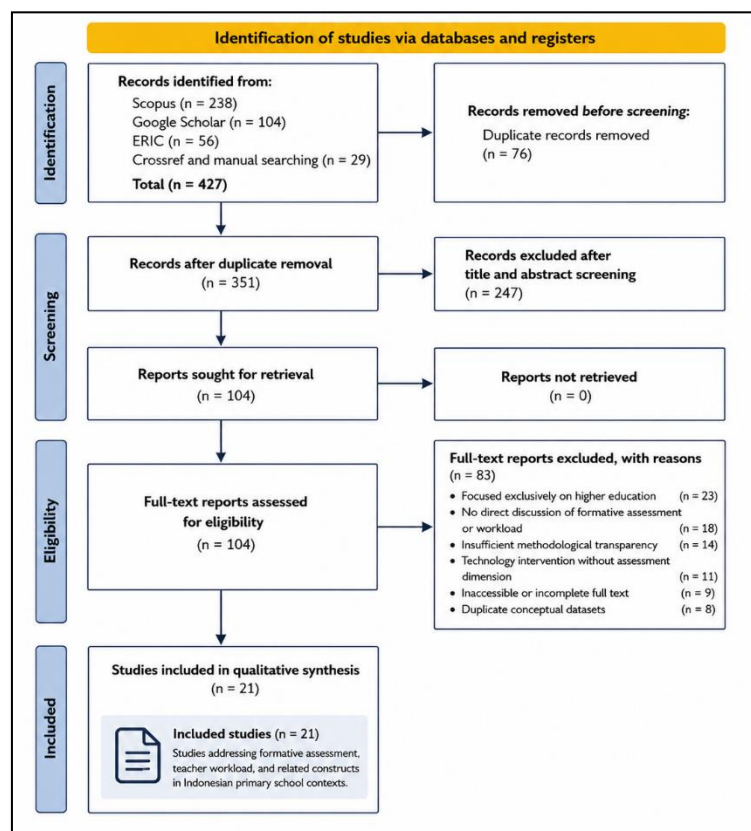 Identification of studies via databases and registers
Identification
Records identified from:
Scopus (n = 238)
Google Scholar (n = 104)
ERIC (n = 56)
Crossref and manual searching (n = 29)
Total (n = 427)
Records removed before screening:
Duplicate records removed
(n = 76)
Screening
Records after duplicate removal
(n = 351)
Records excluded after
title and abstract screening
(n = 247)
Reports sought for retrieval
(n = 104)
Reports not retrieved
(n = 0)
Eligibility
Full-text reports assessed
for eligibility
(n = 104)
Full-text reports excluded, with reasons
(n = 83)
• Focused exclusively on higher education (n = 23)
• No direct discussion of formative assessment
or workload (n = 18)
• Insufficient methodological transparency (n = 14)
• Technology intervention without assessment
dimension (n = 11)
• Inaccessible or incomplete full text (n = 9)
• Duplicate conceptual datasets (n = 8)
Included
Studies included in qualitative synthesis
(n = 21)
Included studies (n = 21)
Studies addressing formative assessment,
teacher workload, and related constructs
in Indonesian primary school contexts.